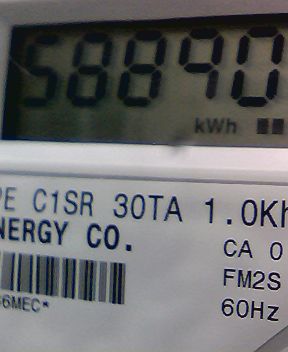 58890
kWh
PE C1SR 30TA 1.0Kh
NERGY CO.
CA 0
FM2S
6MEC*
60Hz